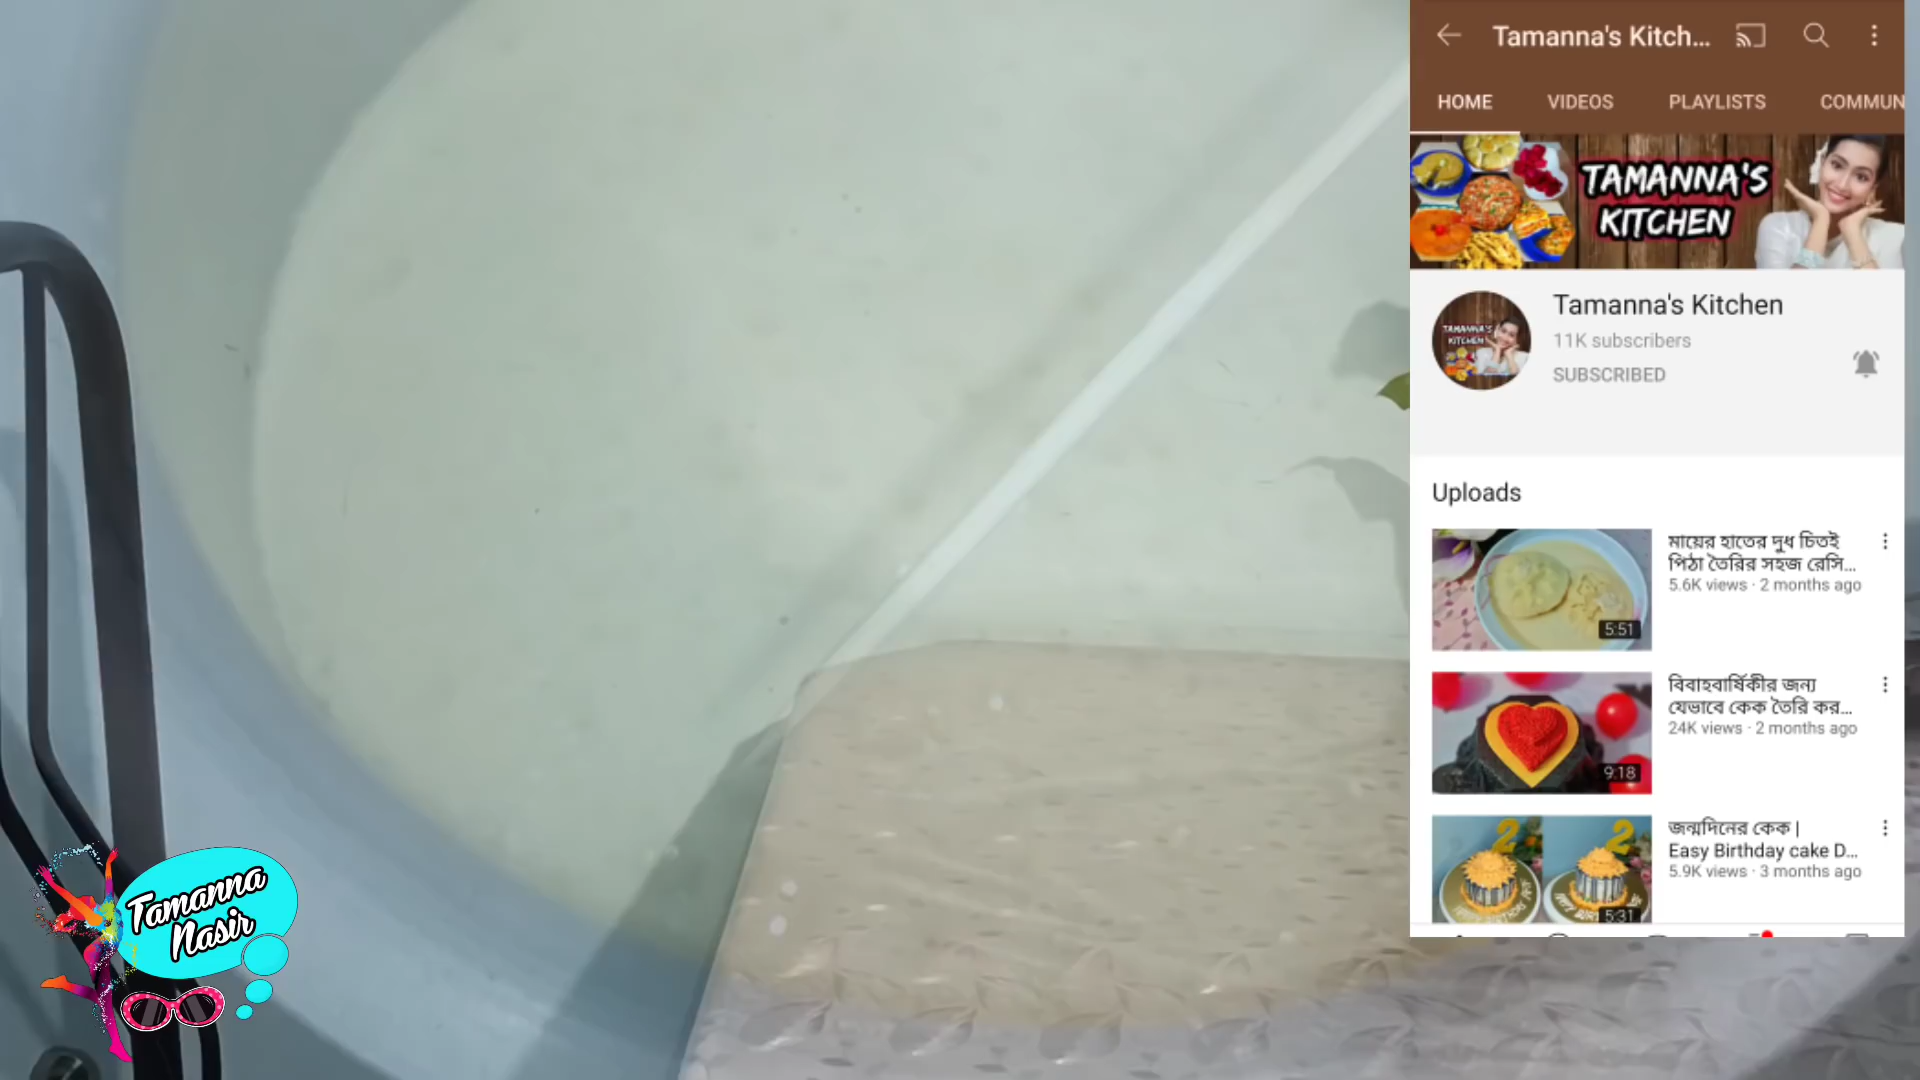 Tamanna's Kitch...
HOME VIDEOS PLAYLISTS COMMUN
TAMANNA'S
KITCHEN
TAMANNA'S
KITCHEN
Tamanna's Kitchen
11K subscribers
SUBSCRIBED
Uploads
মায়ের হাতের দুধ চিতই
পিঠা তৈরির সহজ রেসি...
5.6K views · 2 months ago
5:51
বিবাহবার্ষিকীর জন্য
যেভাবে কেক তৈরি কর...
24K views · 2 months ago
9:18
জন্মদিনের কেক |
Easy Birthday cake D...
5.9K views · 3 months ago
5:31
Tamanna
Nasir